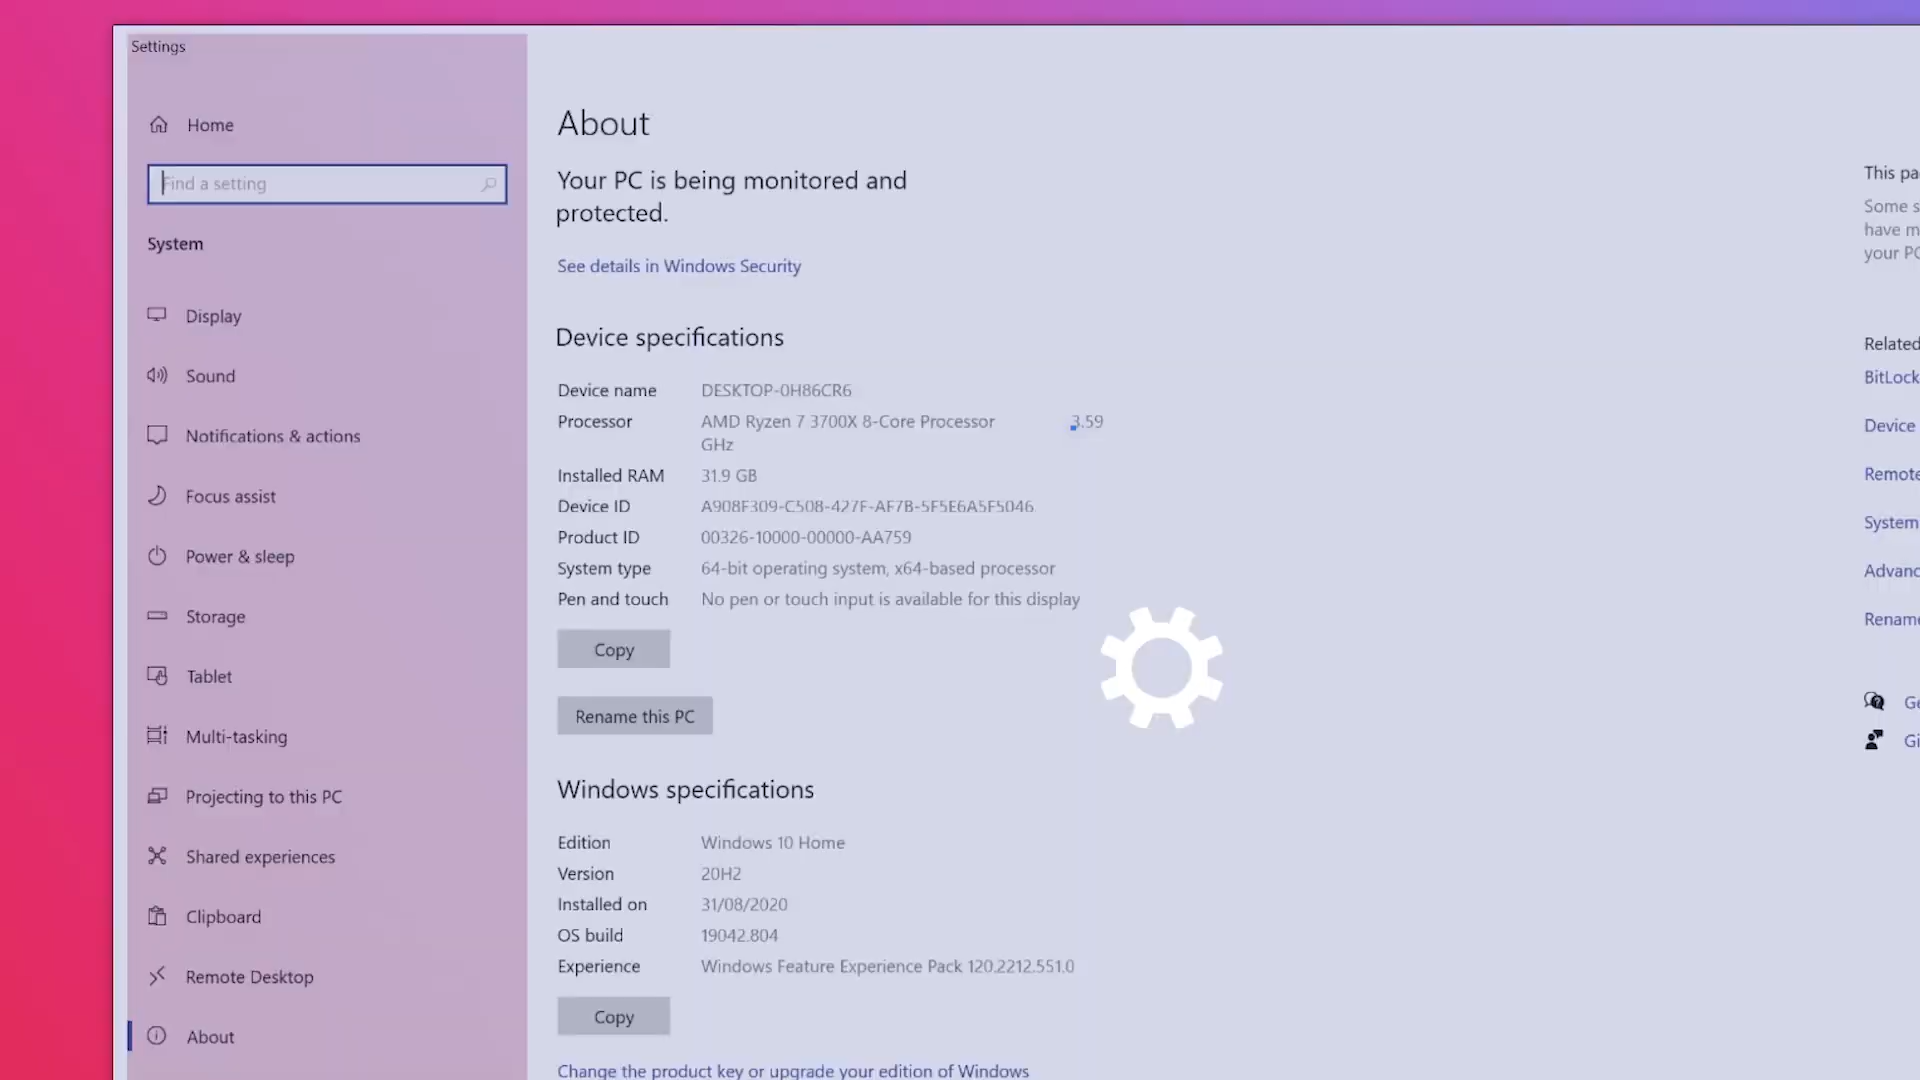 Settings
Home
Find a setting
System
Display
Sound
Notifications & actions
Focus assist
Power & sleep
Storage
Tablet
Multi-tasking
Projecting to this PC
Shared experiences
Clipboard
Remote Desktop
About
About
Your PC is being monitored and
protected.
See details in Windows Security
Device specifications
Device name DESKTOP-0H86CR6
Processor AMD Ryzen 7 3700X 8-Core Processor 3.59
GHz
Installed RAM 31.9 GB
Device ID A908F309-C508-427F-AF7B-5F5E6A5F5046
Product ID 00326-10000-00000-AA759
System type 64-bit operating system, x64-based processor
Pen and touch No pen or touch input is available for this display
Copy
Rename this PC
Windows specifications
Edition Windows 10 Home
Version 20H2
Installed on 31/08/2020
OS build 19042.804
Experience Windows Feature Experience Pack 120.2212.551.0
Copy
Change the product key or upgrade your edition of Windows
This pa
Some s
have m
your PC
Related
BitLock
Device
Remote
System
Advanc
Rename
Ge
Gi